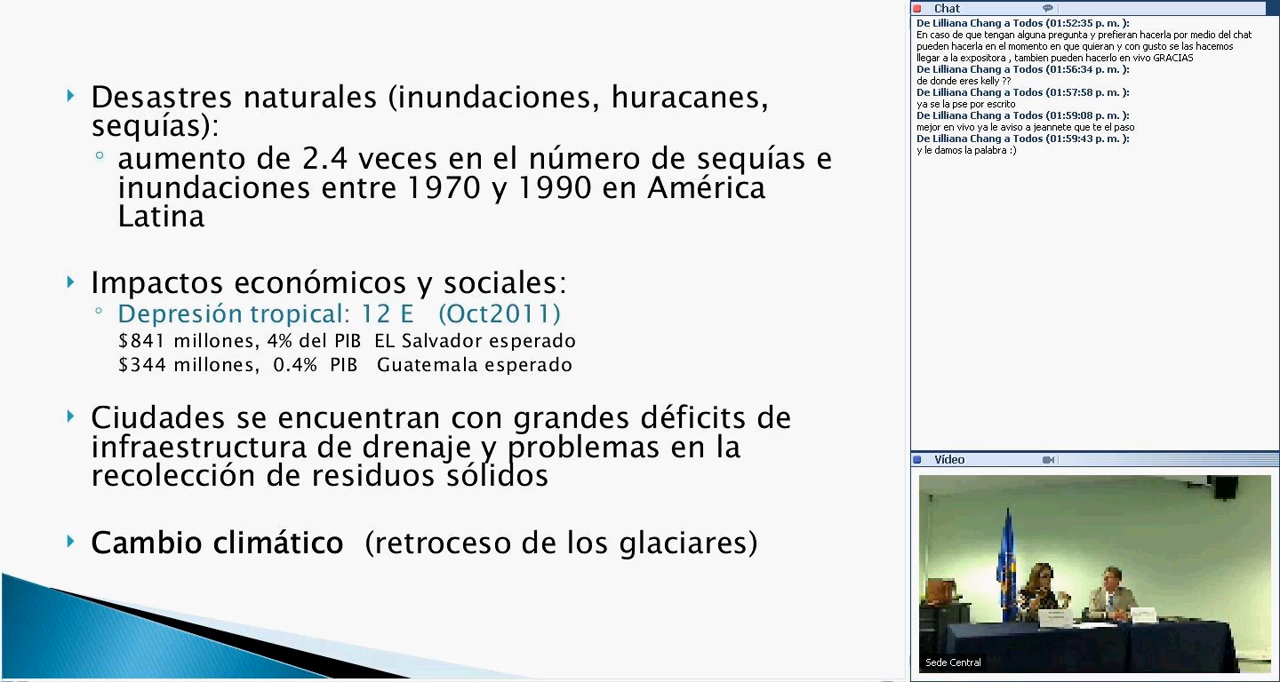 Desastres naturales (inundaciones, huracanes,
sequías):
aumento de 2.4 veces en el número de sequías e
inundaciones entre 1970 y 1990 en América
Latina
Impactos económicos y sociales:
Depresión tropical: 12 E (Oct2011)
$841 millones, 4% del PIB EL Salvador esperado
$344 millones, 0.4% PIB Guatemala esperado
Ciudades se encuentran con grandes déficits de
infraestructura de drenaje y problemas en la
recolección de residuos sólidos
Cambio climático (retroceso de los glaciares)
Chat
De Lilliana Chang a Todos (01:52:35 p. m. ):
En caso de que tengan alguna pregunta y prefieran hacerla por medio del chat
pueden hacerla en el momento en que quieran y con gusto se las hacemos
llegar a la expositora , tambien pueden hacerlo en vivo GRACIAS
De Lilliana Chang a Todos (01:56:34 p. m. ):
de donde eres kelly ??
De Lilliana Chang a Todos (01:57:58 p. m. ):
ya se la pse por escrito
De Lilliana Chang a Todos (01:59:08 p. m. ):
mejor en vivo ya le aviso a jeannete que te el paso
De Lilliana Chang a Todos (01:59:43 p. m. ):
y le damos la palabra :)
Vídeo
Sede Central